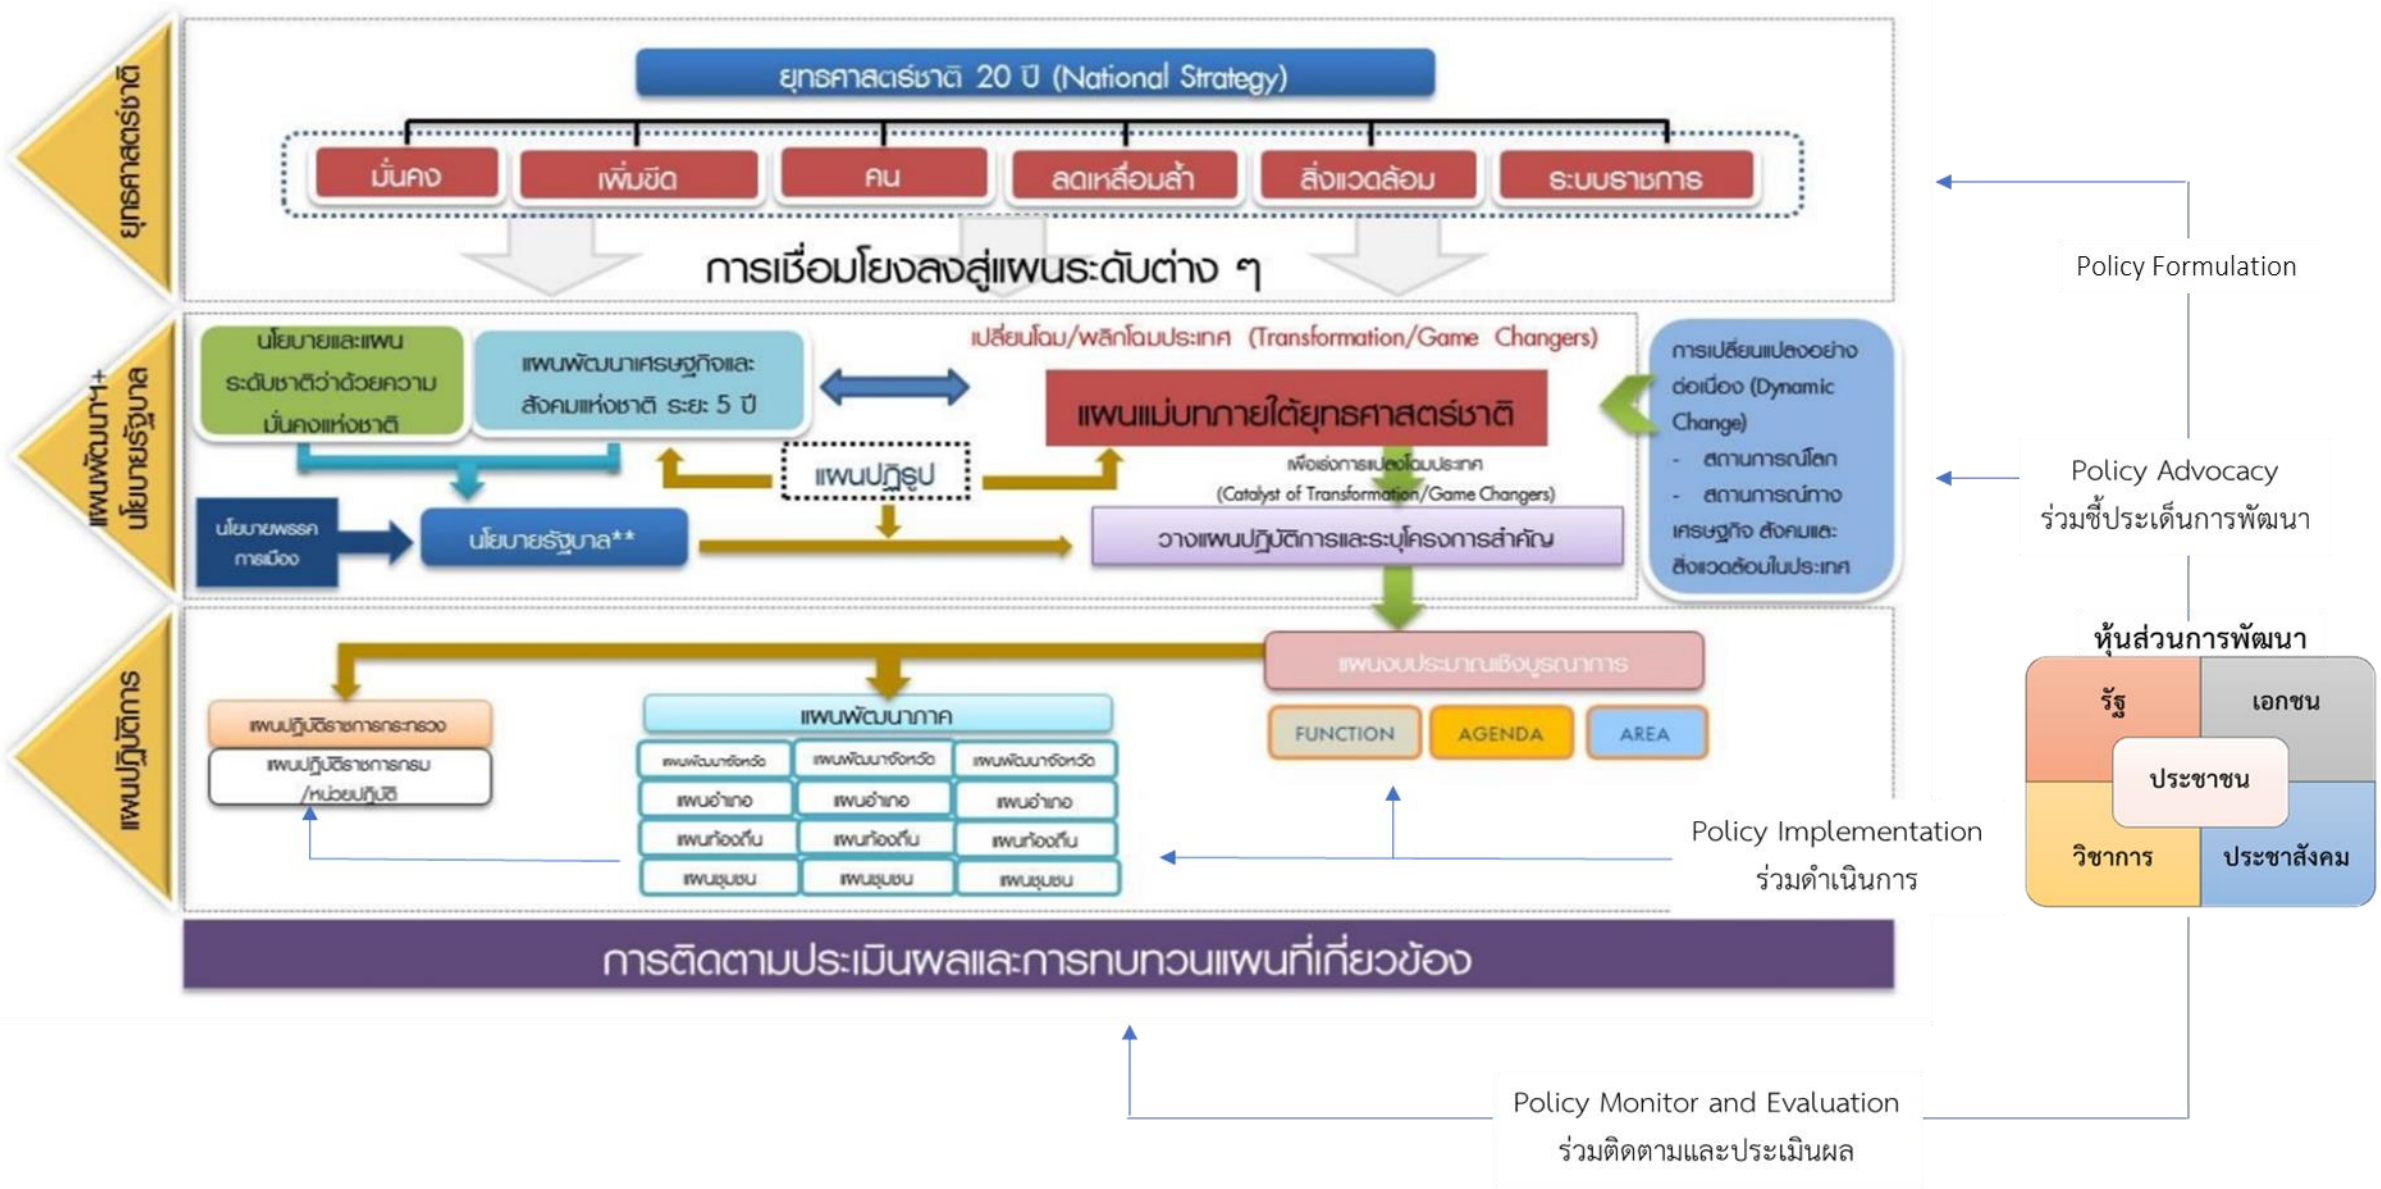 ยุทธศาสตร์ชาติ
ยุทธศาสตร์ชาติ 20 ปี (National Strategy)
มั่นคง
เพิ่มขีด
คน
ลดเหลื่อมล้ำ
สิ่งแวดล้อม
ระบบราชการ
การเชื่อมโยงลงสู่แผนระดับต่าง ๆ
Policy Formulation
แผนพัฒนาฯ+
นโยบายรัฐบาล
นโยบายและแผน
ระดับชาติว่าด้วยความ
มั่นคงแห่งชาติ
แผนพัฒนาเศรษฐกิจและ
สังคมแห่งชาติ ระยะ 5 ปี
เปลี่ยนโฉม/พลิกโฉมประเทศ (Transformation/Game Changers)
แผนแม่บทภายใต้ยุทธศาสตร์ชาติ
แผนปฏิรูป
เพื่อเร่งการแปลงโฉมประเทศ
(Catalyst of Transformation/Game Changers)
นโยบายพรรค
การเมือง
นโยบายรัฐบาล**
วางแผนปฏิบัติการและระบุโครงการสำคัญ
การเปลี่ยนแปลงอย่าง
ต่อเนื่อง (Dynamic
Change)
- สถานการณ์โลก
- สถานการณ์ทาง
เศรษฐกิจ สังคมและ
สิ่งแวดล้อมในประเทศ
Policy Advocacy
ร่วมชี้ประเด็นการพัฒนา
แผนปฏิบัติการ
แผนงบประมาณเชิงบูรณาการ
FUNCTION
AGENDA
AREA
แผนปฏิบัติราชการกระทรวง
แผนปฏิบัติราชการกรม
/หน่วยปฏิบัติ
แผนพัฒนาภาค
แผนพัฒนาจังหวัด
แผนพัฒนาจังหวัด
แผนพัฒนาจังหวัด
แผนอำเภอ
แผนอำเภอ
แผนอำเภอ
แผนท้องถิ่น
แผนท้องถิ่น
แผนท้องถิ่น
แผนชุมชน
แผนชุมชน
แผนชุมชน
Policy Implementation
ร่วมดำเนินการ
หุ้นส่วนการพัฒนา
รัฐ
เอกชน
ประชาชน
วิชาการ
ประชาสังคม
การติดตามประเมินผลและการทบทวนแผนที่เกี่ยวข้อง
Policy Monitor and Evaluation
ร่วมติดตามและประเมินผล